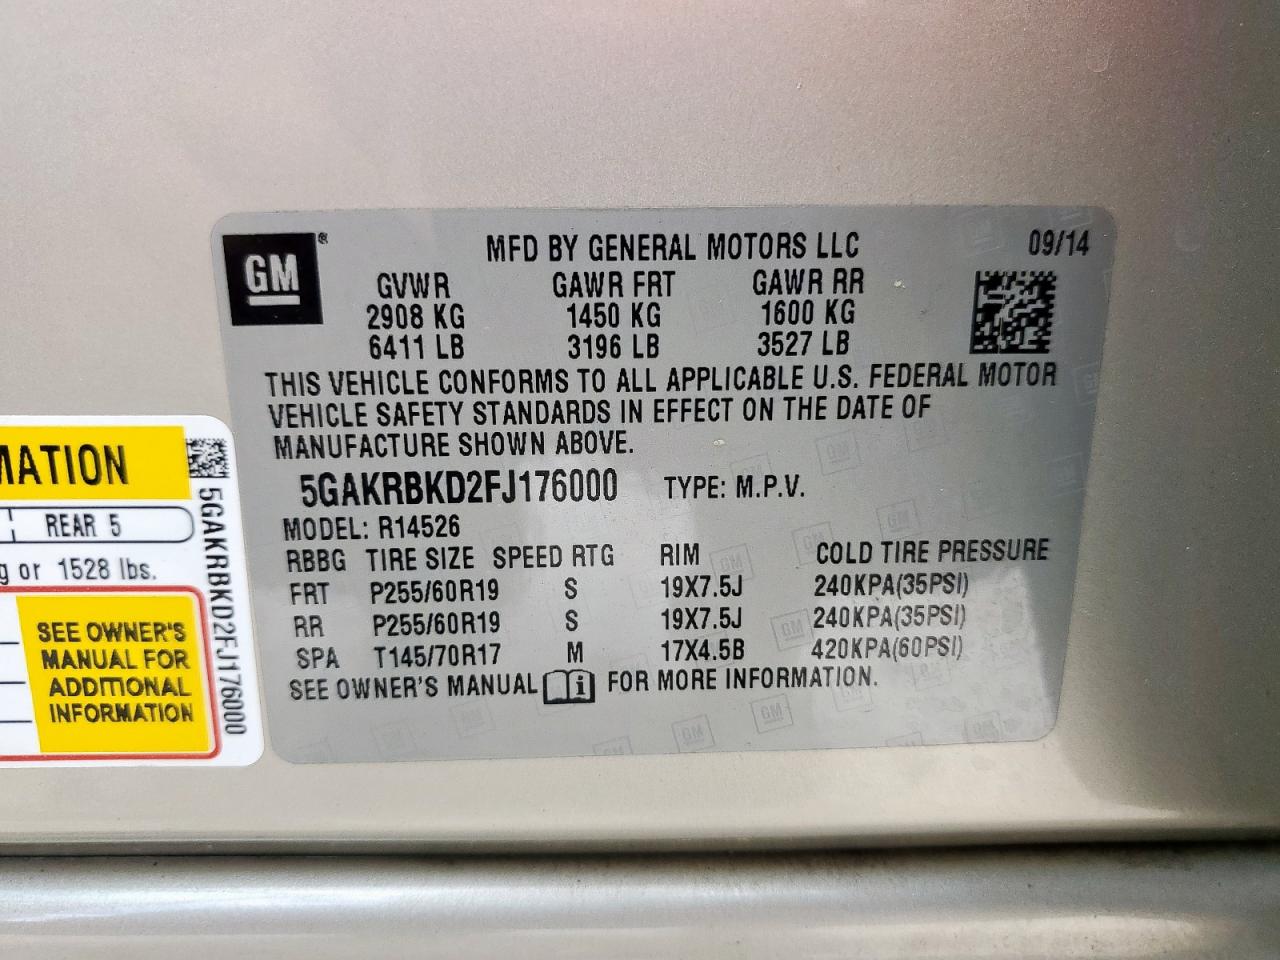 GM®
MFD BY GENERAL MOTORS LLC 09/14
GVWR GAWR FRT GAWR RR
2908 KG 1450 KG 1600 KG
6411 LB 3196 LB 3527 LB
THIS VEHICLE CONFORMS TO ALL APPLICABLE U.S. FEDERAL MOTOR
VEHICLE SAFETY STANDARDS IN EFFECT ON THE DATE OF
MANUFACTURE SHOWN ABOVE.
5GAKRBKD2FJ176000 TYPE: M.P.V.
MODEL: R14526
RBBG TIRE SIZE SPEED RTG RIM COLD TIRE PRESSURE
FRT P255/60R19 S 19X7.5J 240KPA(35PSI)
RR P255/60R19 S 19X7.5J 240KPA(35PSI)
SPA T145/70R17 M 17X4.5B 420KPA(60PSI)
SEE OWNER'S MANUAL i FOR MORE INFORMATION.
MATION
REAR 5
g or 1528 lbs.
SEE OWNER'S
MANUAL FOR
ADDITIONAL
INFORMATION
5GAKRBKD2FJ176000